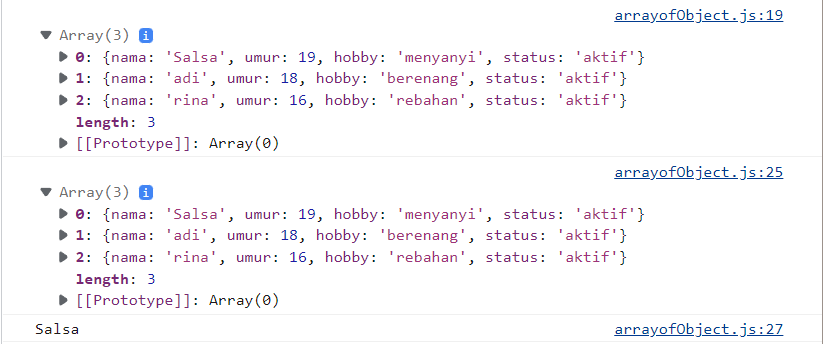 arrayofObject.js:19
▼ Array(3) i
▶ 0: {nama: 'Salsa', umur: 19, hobby: 'menyanyi', status: 'aktif'}
▶ 1: {nama: 'adi', umur: 18, hobby: 'berenang', status: 'aktif'}
▶ 2: {nama: 'rina', umur: 16, hobby: 'rebahan', status: 'aktif'}
length: 3
▶ [[Prototype]]: Array(0)
arrayofObject.js:25
▼ Array(3) i
▶ 0: {nama: 'Salsa', umur: 19, hobby: 'menyanyi', status: 'aktif'}
▶ 1: {nama: 'adi', umur: 18, hobby: 'berenang', status: 'aktif'}
▶ 2: {nama: 'rina', umur: 16, hobby: 'rebahan', status: 'aktif'}
length: 3
▶ [[Prototype]]: Array(0)
Salsa arrayofObject.js:27